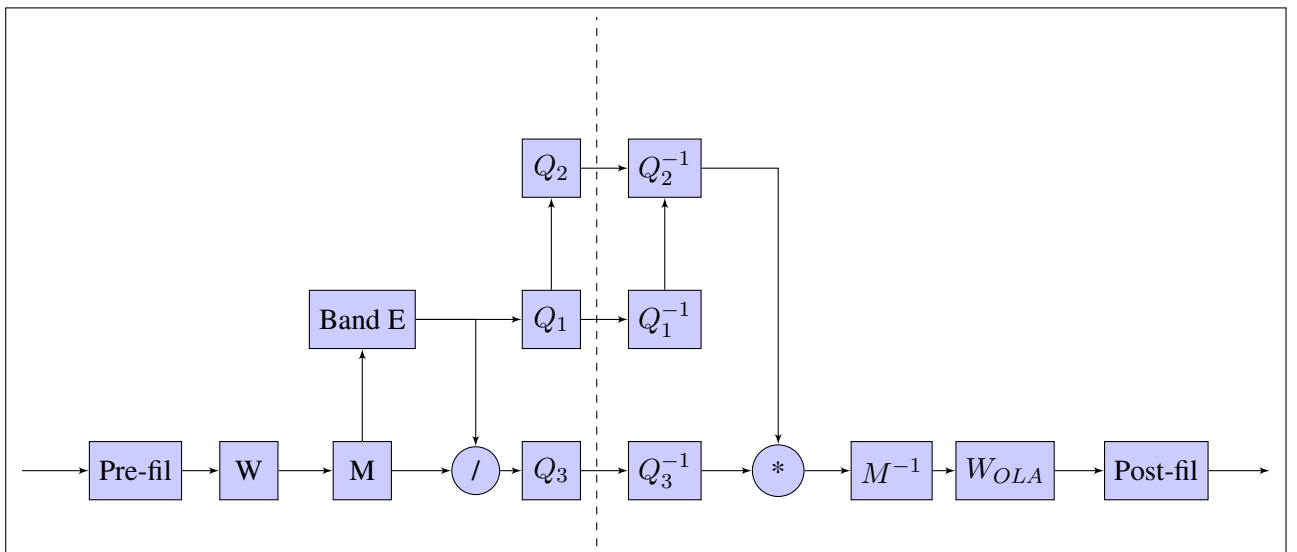 Q₂ Q₂⁻¹
Band E Q₁ Q₁⁻¹
Pre-fil W M / Q₃ Q₃⁻¹ * M⁻¹ W_OLA Post-fil